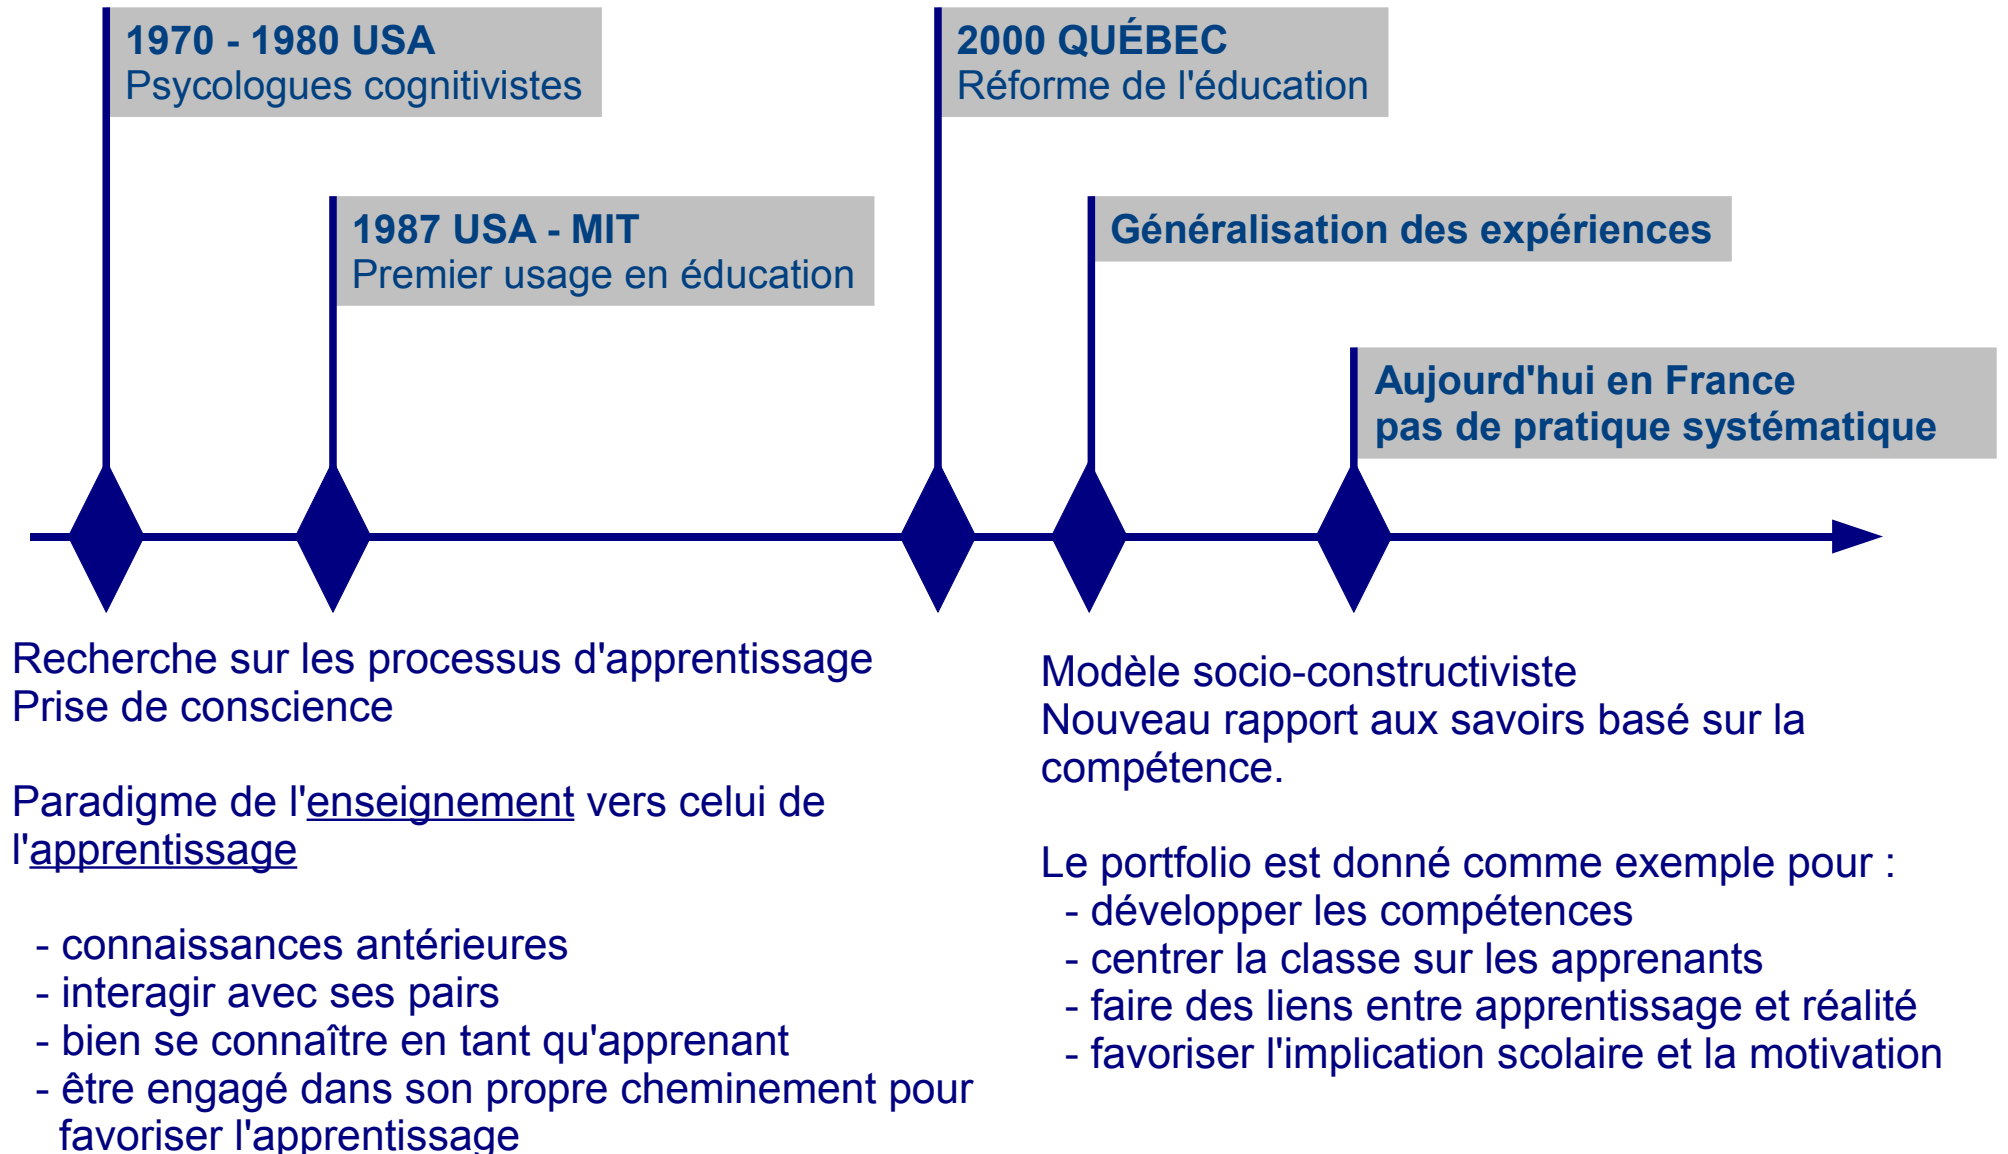 1970 - 1980 USA
Psycologues cognitivistes
2000 QUÉBEC
Réforme de l'éducation
1987 USA - MIT
Premier usage en éducation
Généralisation des expériences
Aujourd'hui en France
pas de pratique systématique
Recherche sur les processus d'apprentissage
Prise de conscience
Paradigme de l'enseignement vers celui de
l'apprentissage
- connaissances antérieures
- interagir avec ses pairs
- bien se connaître en tant qu'apprenant
- être engagé dans son propre cheminement pour
favoriser l'apprentissage
Modèle socio-constructiviste
Nouveau rapport aux savoirs basé sur la
compétence.
Le portfolio est donné comme exemple pour :
- développer les compétences
- centrer la classe sur les apprenants
- faire des liens entre apprentissage et réalité
- favoriser l'implication scolaire et la motivation